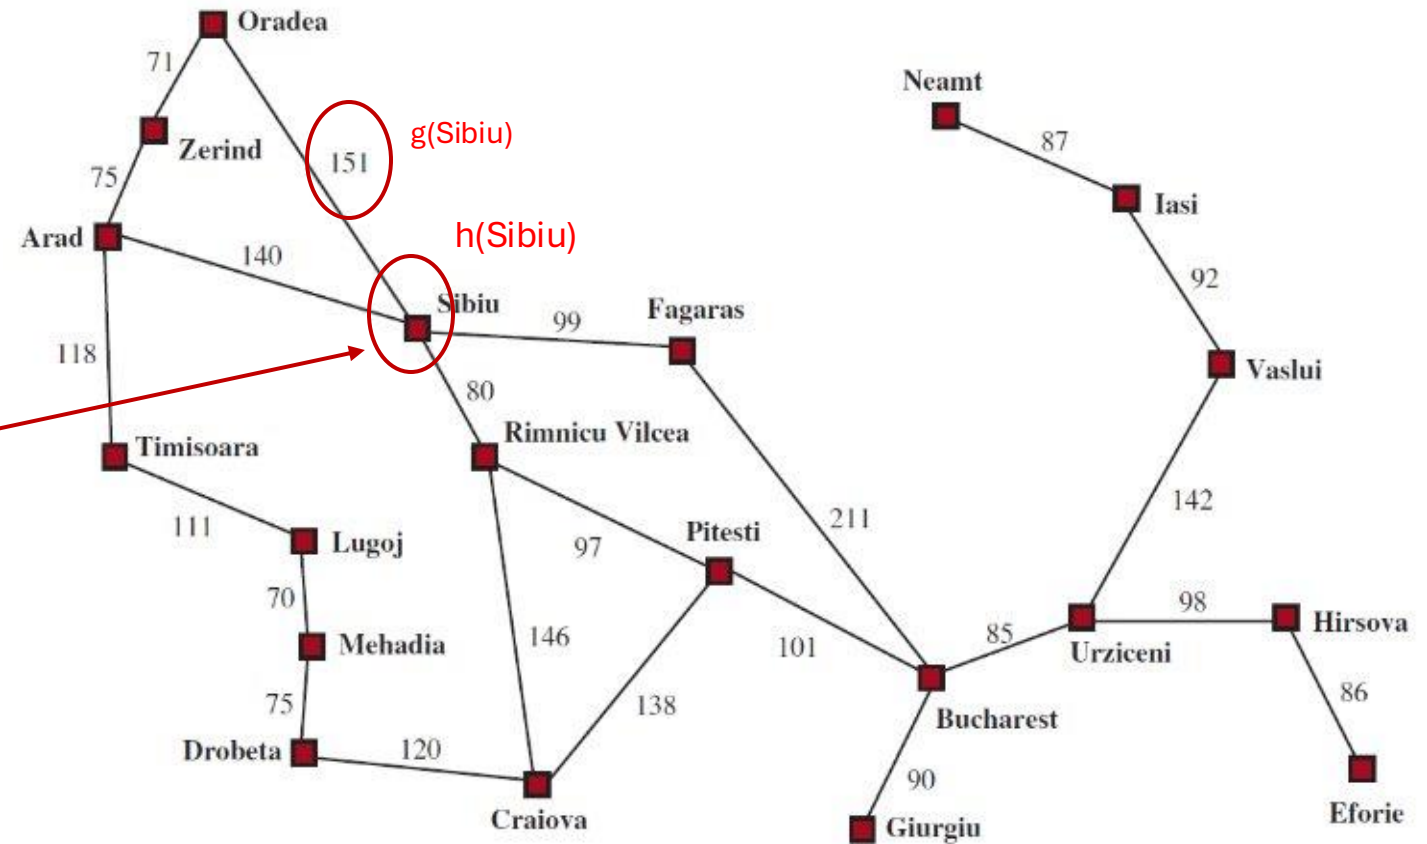 Oradea
71
Neamt
87
g(Sibiu)
Zerind
151
75
Iasi
Arad
140
h(Sibiu)
92
Sibiu
99
Fagaras
118
80
Vaslui
Timisoara
Rimnicu Vilcea
142
111
Lugoj
97
Pitesti
211
70
98
Hirsova
Mehadia
146
101
85
Urziceni
75
138
86
Bucharest
Drobeta
120
90
Craiova
Giurgiu
Eforie